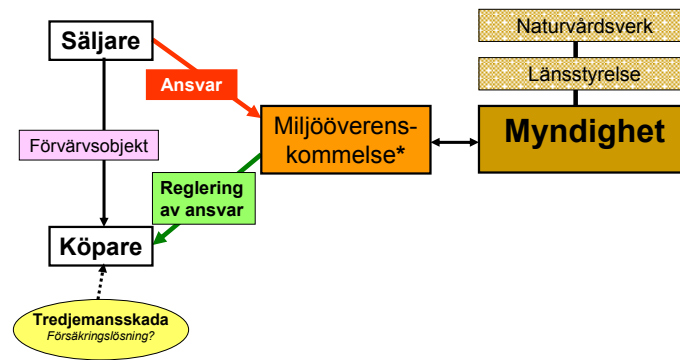 Säljare
Naturvårdsverk
Länsstyrelse
Ansvar
Miljööverens-
kommelse*
Myndighet
Förvärvsobjekt
Reglering
av ansvar
Köpare
Tredjemansskada
Försäkringslösning?